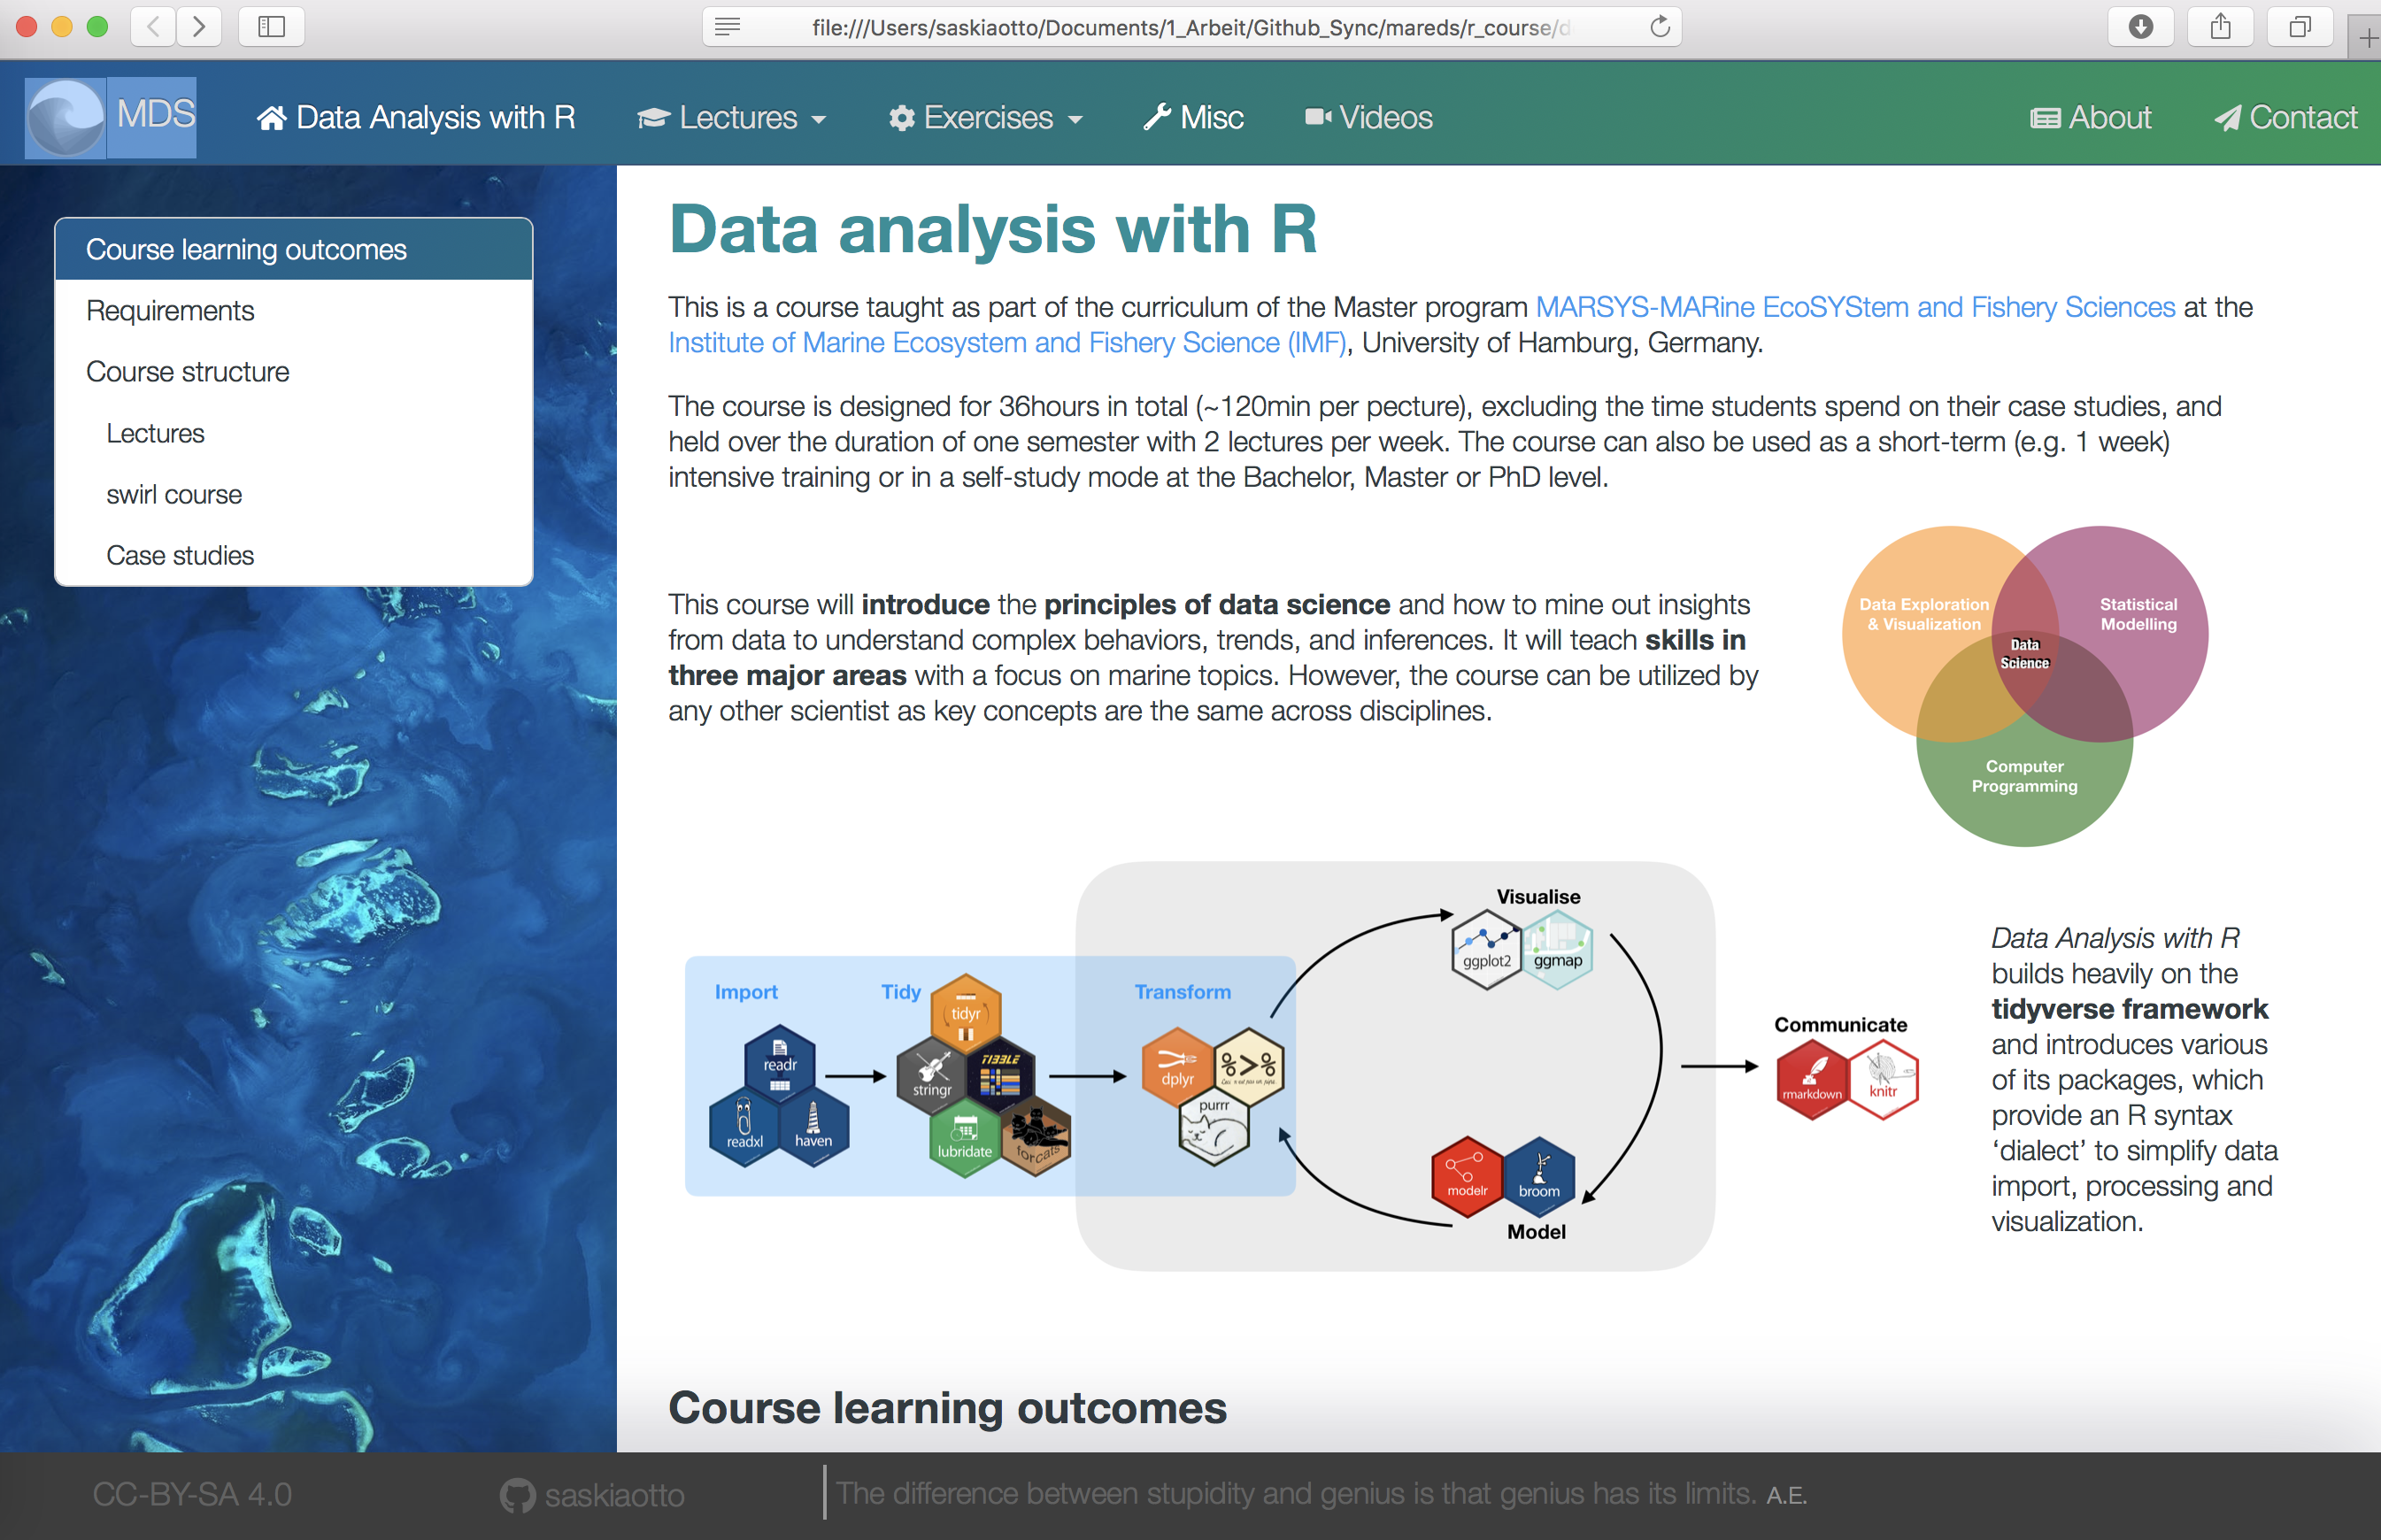 file:///Users/saskiaotto/Documents/1_Arbeit/Github_Sync/mareds/r_course/d
MDS
Data Analysis with R
Lectures
Exercises
Misc
Videos
About
Contact
Course learning outcomes
Requirements
Course structure
Lectures
swirl course
Case studies
Data analysis with R
This is a course taught as part of the curriculum of the Master program MARSYS-MARine EcoSYStem and Fishery Sciences at the
Institute of Marine Ecosystem and Fishery Science (IMF), University of Hamburg, Germany.
The course is designed for 36hours in total (~120min per pecture), excluding the time students spend on their case studies, and
held over the duration of one semester with 2 lectures per week. The course can also be used as a short-term (e.g. 1 week)
intensive training or in a self-study mode at the Bachelor, Master or PhD level.
This course will introduce the principles of data science and how to mine out insights
from data to understand complex behaviors, trends, and inferences. It will teach skills in
three major areas with a focus on marine topics. However, the course can be utilized by
any other scientist as key concepts are the same across disciplines.
Data Exploration
& Visualization
Statistical
Modelling
Data
Science
Computer
Programming
Import
readr
readxl
haven
Tidy
tidyr
stringr
TIBBLE
lubridate
forcats
Transform
dplyr
%>%
purrr
Visualise
ggplot2
ggmap
modelr
broom
Model
Communicate
rmarkdown
knitr
Data Analysis with R
builds heavily on the
tidyverse framework
and introduces various
of its packages, which
provide an R syntax
‘dialect’ to simplify data
import, processing and
visualization.
Course learning outcomes
CC-BY-SA 4.0
saskiaotto
The difference between stupidity and genius is that genius has its limits. A.E.